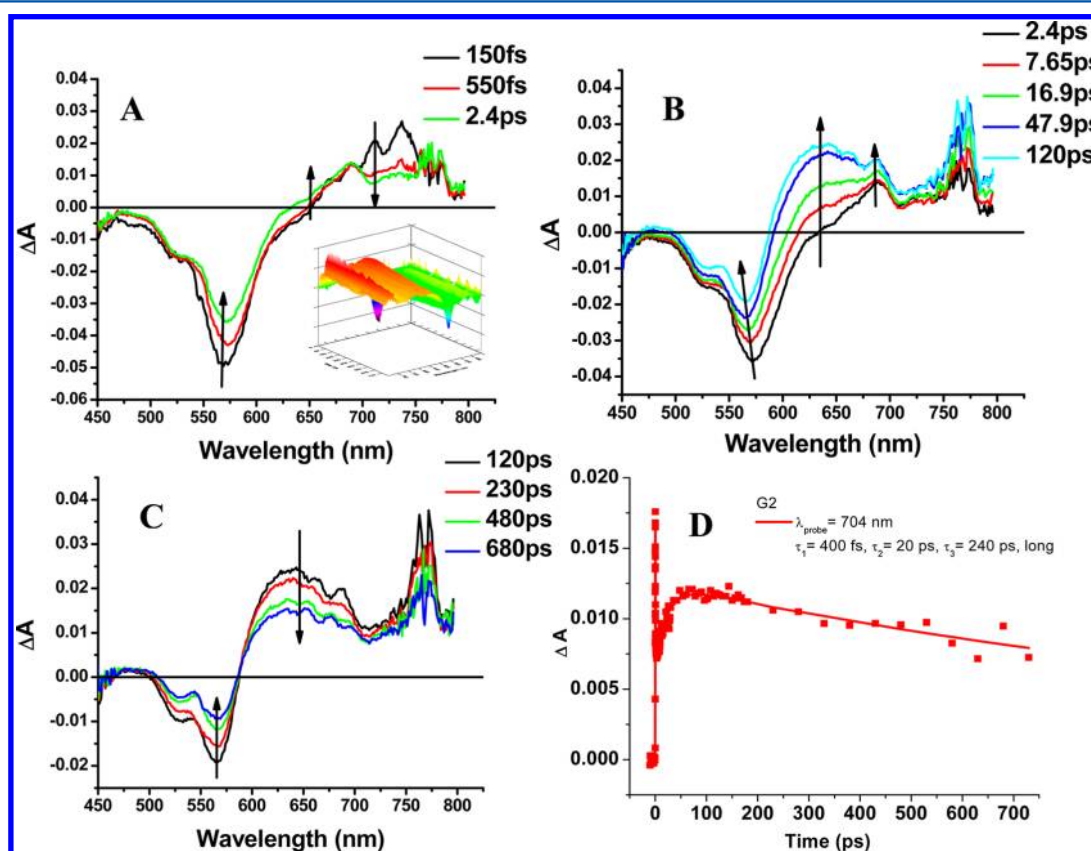 A
150fs
550fs
2.4ps
0.04
0.03
0.02
0.01
0.00
-0.01
-0.02
-0.03
-0.04
-0.05
-0.06
ΔA
450 500 550 600 650 700 750 800
Wavelength (nm)
B
2.4ps
7.65ps
16.9ps
47.9ps
120ps
0.04
0.03
0.02
0.01
0.00
-0.01
-0.02
-0.03
-0.04
ΔA
450 500 550 600 650 700 750 800
Wavelength (nm)
C
120ps
230ps
480ps
680ps
0.04
0.03
0.02
0.01
0.00
-0.01
-0.02
ΔA
450 500 550 600 650 700 750 800
Wavelength (nm)
D
G2
λprobe= 704 nm
τ1= 400 fs, τ2= 20 ps, τ3= 240 ps, long
0.020
0.015
0.010
0.005
0.000
Δ A
0 100 200 300 400 500 600 700
Time (ps)